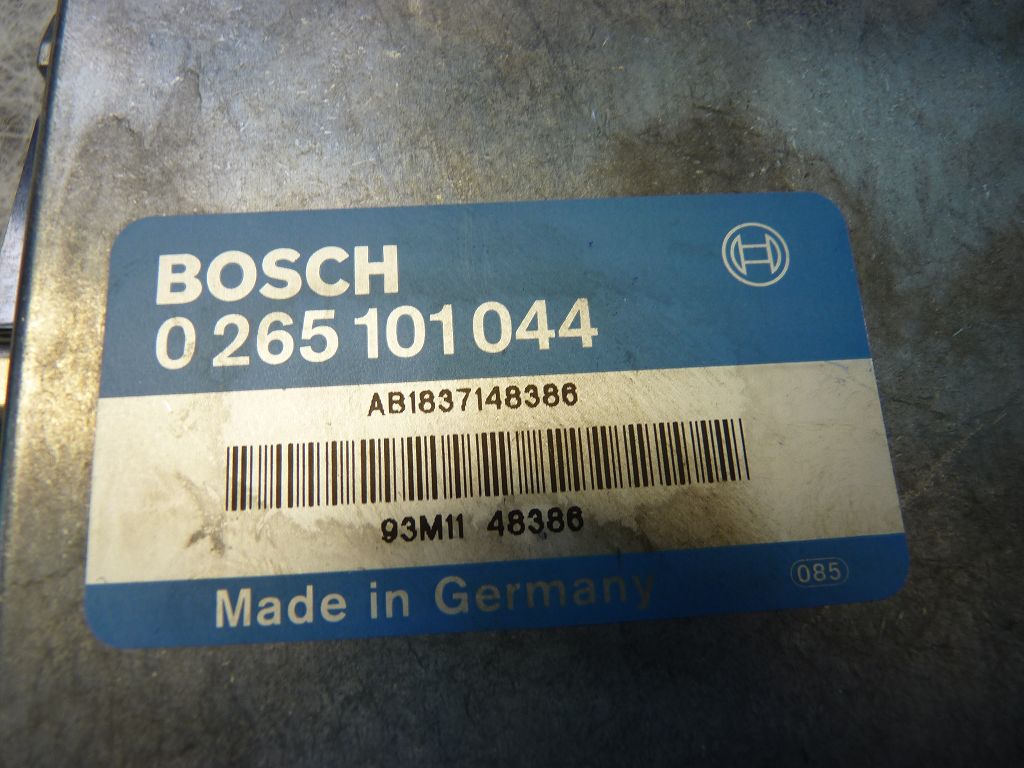 BOSCH
0 265 101 044
AB1837148386
93M11 48386
Made in Germany
085